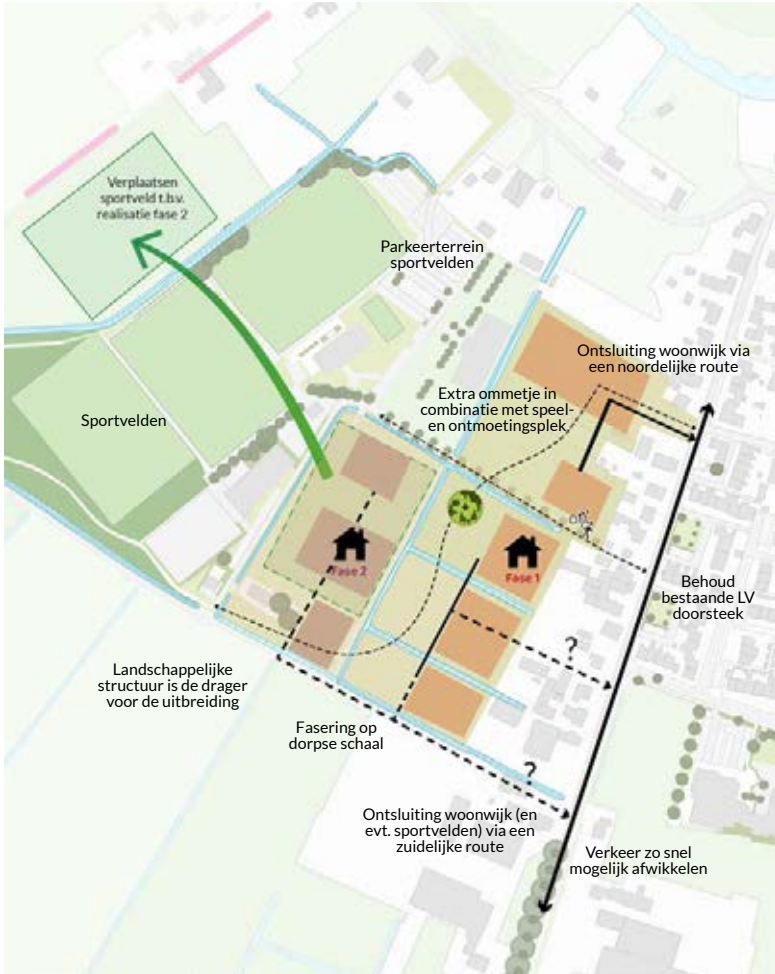 Verplaatsen
sportveld t.b.v.
realisatie fase 2
Parkeerterrein
sportvelden
Ontsluiting woonwijk via
een noordelijke route
Extra ommetje in
combinatie met speel-
en ontmoetingsplek
Sportvelden
Fase 2
Fase 1
Behoud
bestaande LV
doorsteek
?
Landschappelijke
structuur is de drager
voor de uitbreiding
Fasering op
dorpse schaal
?
Ontsluiting woonwijk (en
evt. sportvelden) via een
zuidelijke route
Verkeer zo snel
mogelijk afwikkelen